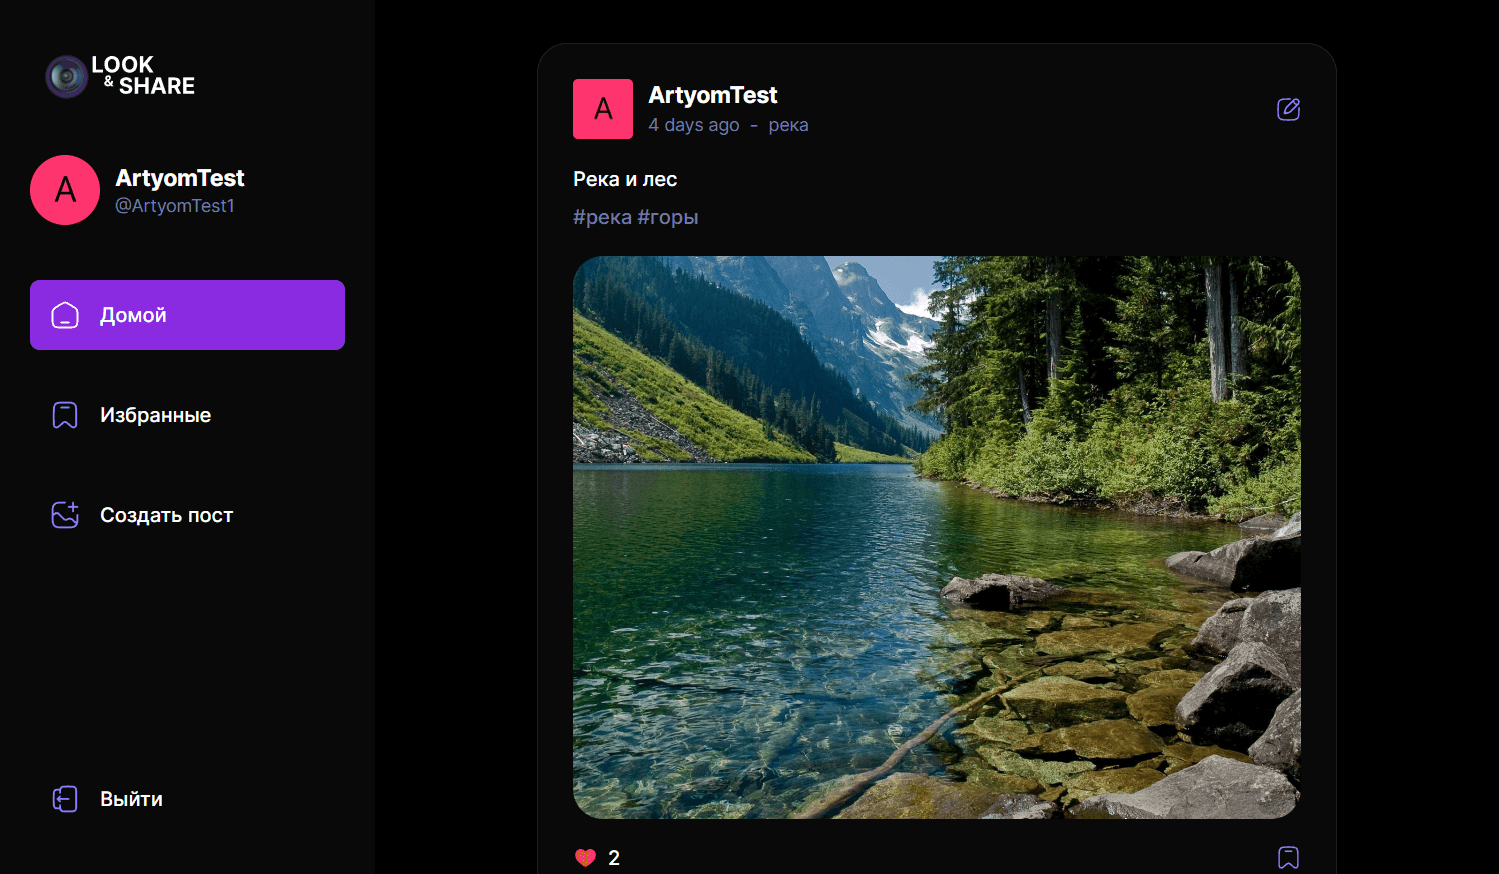 LOOK
& SHARE
A
ArtyomTest
@ArtyomTest1
Домой
Избранные
Создать пост
Выйти
A
ArtyomTest
4 days ago - река
Река и лес
#река #горы
2